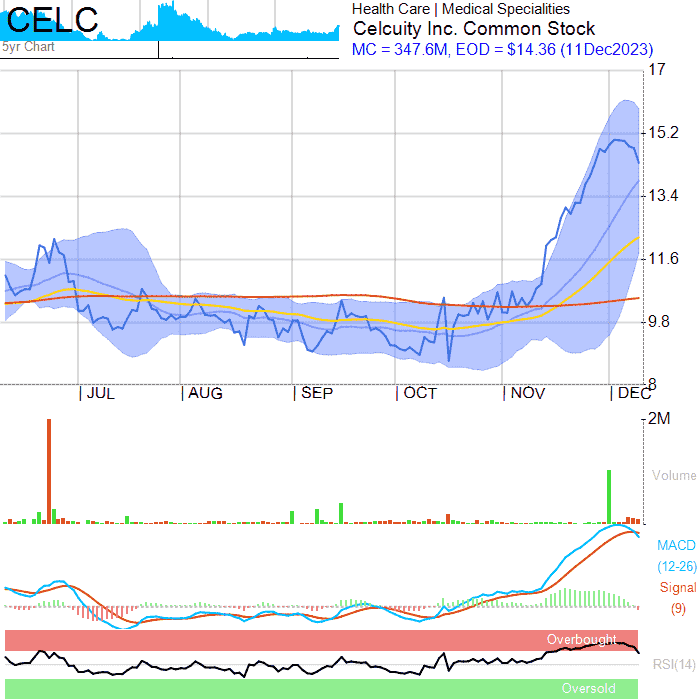 CELC
5yr Chart
Health Care | Medical Specialities
Celcuity Inc. Common Stock
MC = 347.6M, EOD = $14.36 (11Dec2023)
17
15.2
13.4
11.6
9.8
8
JUL AUG SEP OCT NOV DEC
2M
Volume
MACD
(12-26)
Signal
(9)
Overbought
RSI(14)
Oversold